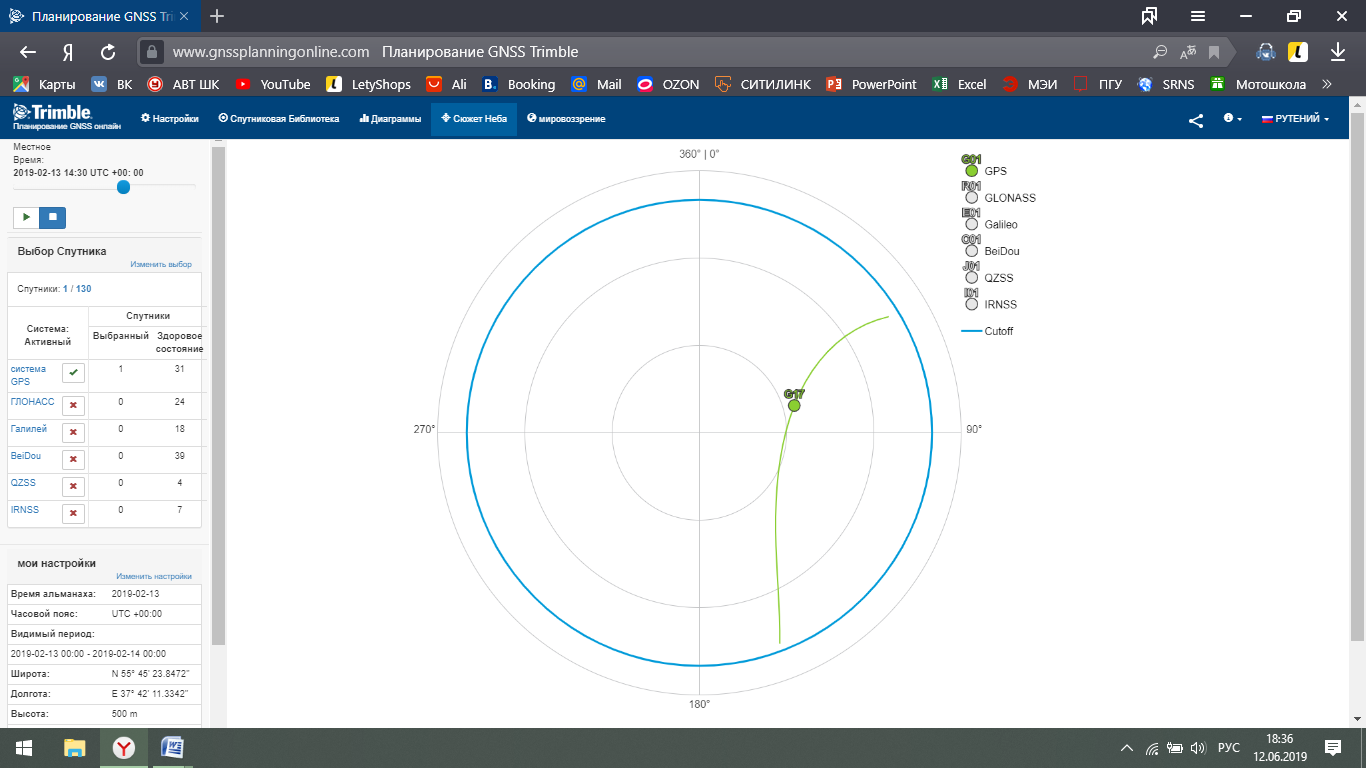 Планирование GNSS Tri
www.gnssplanningonline.com Планирование GNSS Trimble
Карты ВК АВТ ШК YouTube LetyShops Ali Booking Mail OZON СИТИЛИНК PowerPoint Excel МЭИ ПГУ SRNS Мотошкола »
Trimble.
Планирование GNSS онлайн
Настройки Спутниковая Библиотека Диаграммы Сюжет Неба мировоззрение РУТЕНИЙ
Местное
Время:
2019-02-13 14:30 UTC +00: 00
Выбор Спутника
Изменить выбор
Спутники: 1 / 130
Система: Активный
Спутники
Выбранный Здоровое состояние
система GPS 1 31
ГЛОНАСС 0 24
Галилей 0 18
BeiDou 0 39
QZSS 0 4
IRNSS 0 7
мои настройки
Изменить настройки
Время альманаха: 2019-02-13
Часовой пояс: UTC +00:00
Видимый период:
2019-02-13 00:00 - 2019-02-14 00:00
Широта: N 55° 45' 23.8472"
Долгота: E 37° 42' 11.3342"
Высота: 500 m
360° | 0°
270°
90°
180°
G17
G01
GPS
R01
GLONASS
E01
Galileo
C01
BeiDou
J01
QZSS
I01
IRNSS
Cutoff
РУС
18:36
12.06.2019